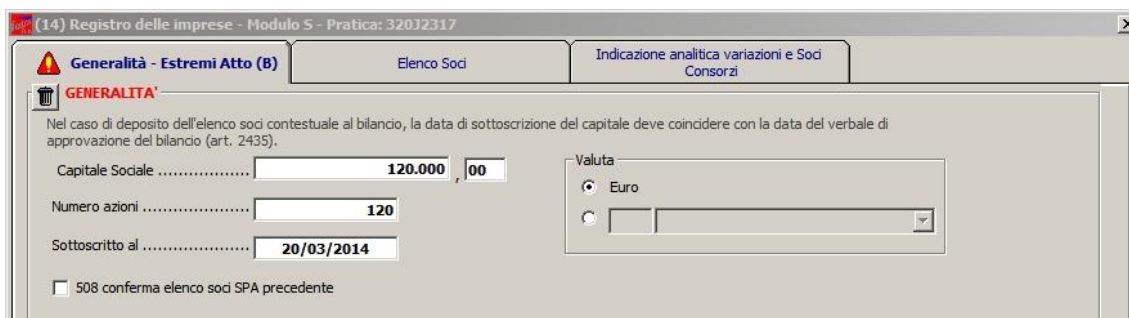 (14) Registro delle imprese - Modulo S - Pratica: 320J2317
Generalità - Estremi Atto (B)
Elenco Soci
Indicazione analitica variazioni e Soci
Consorzi
GENERALITA'
Nel caso di deposito dell'elenco soci contestuale al bilancio, la data di sottoscrizione del capitale deve coincidere con la data del verbale di
approvazione del bilancio (art. 2435).
Capitale Sociale .................. 120.000 , 00
Numero azioni ..................... 120
Sottoscritto al ..................... 20/03/2014
508 conferma elenco soci SPA precedente
Valuta
Euro